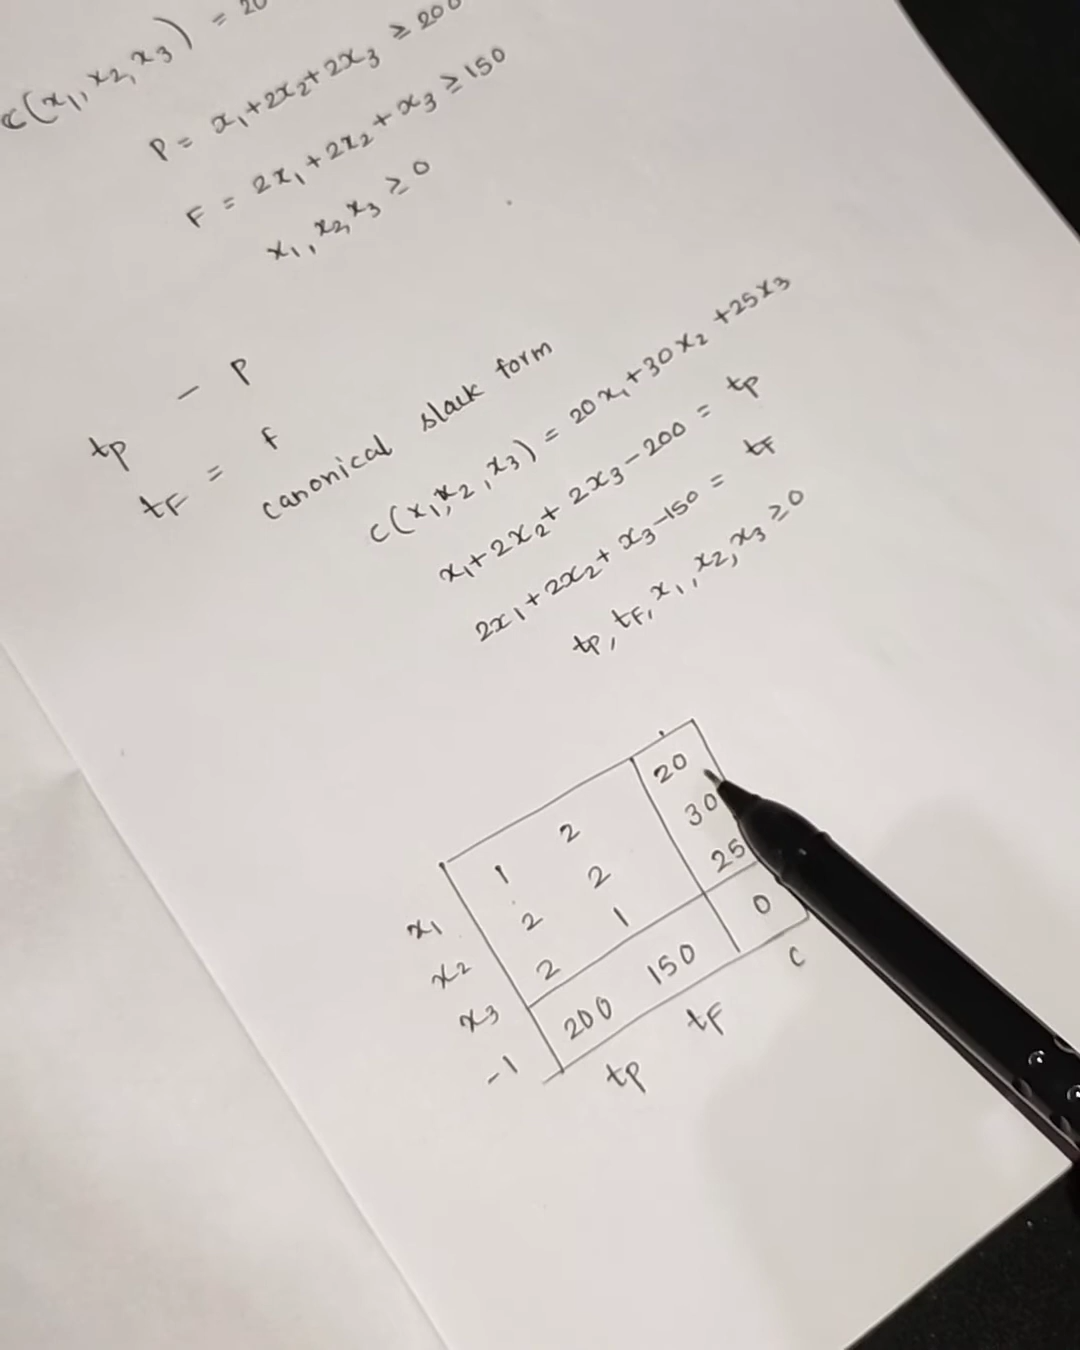 C(x₁, x₂, x₃) = 20
P = x₁+2x₂+2x₃ ≥ 200
F = 2x₁+2x₂+x₃ ≥ 150
x₁, x₂, x₃ ≥ 0
tp - P
tF = f
canonical slack form
C(x₁, x₂, x₃) = 20x₁+30x₂+25x₃
x₁+2x₂+2x₃-200 = tp
2x₁+2x₂+x₃-150 = tF
tp, tF, x₁, x₂, x₃ ≥ 0
x₁ 1 2 20
x₂ 2 2 30
x₃ 2 1 25
-1 200 150 0
tp tF C